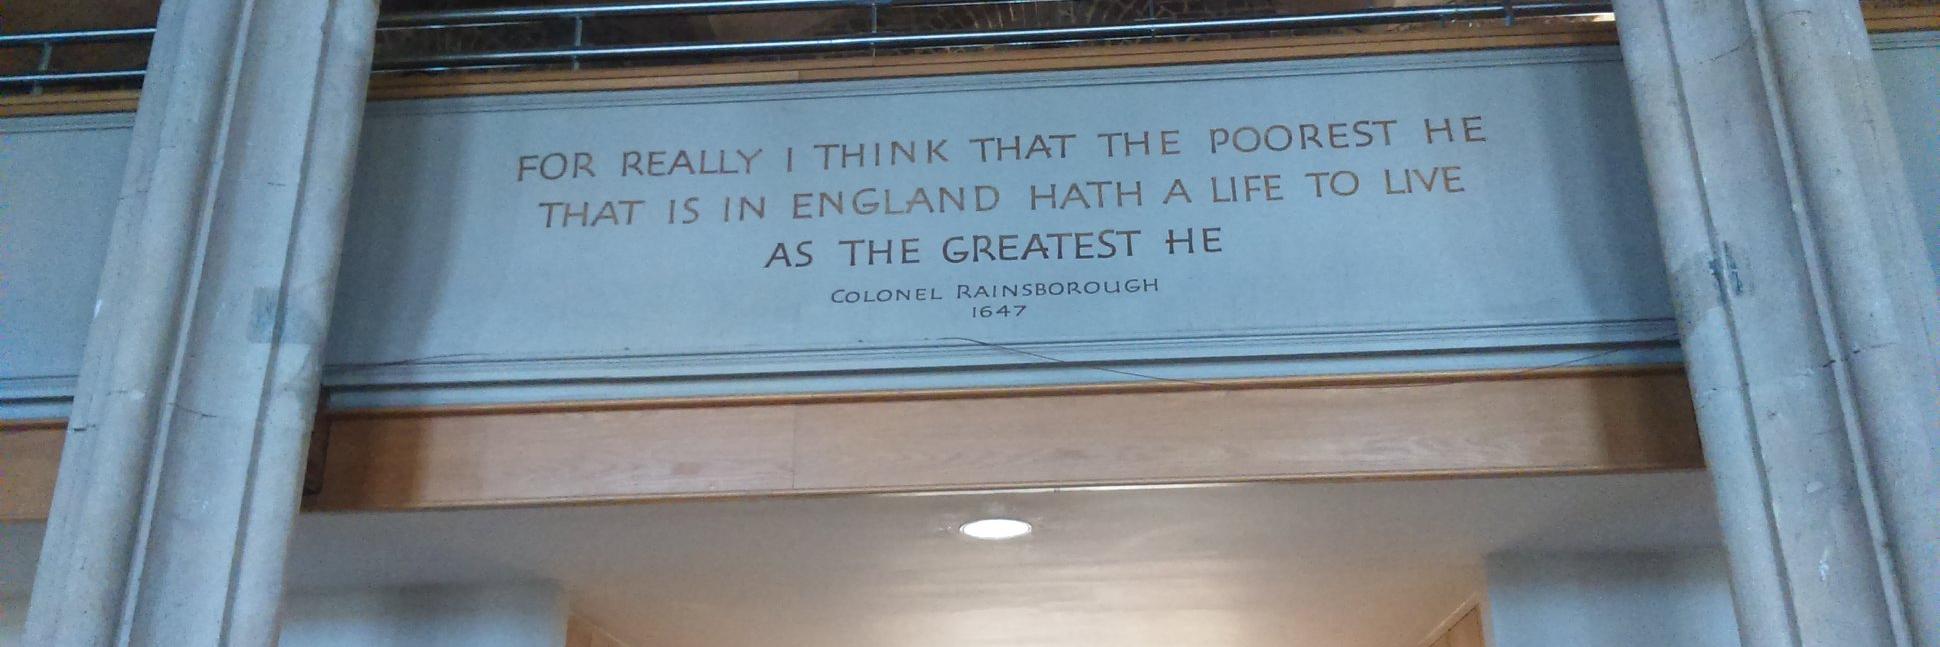 FOR REALLY I THINK THAT THE POOREST HE
THAT IS IN ENGLAND HATH A LIFE TO LIVE
AS THE GREATEST HE
COLONEL RAINSBOROUGH
1647